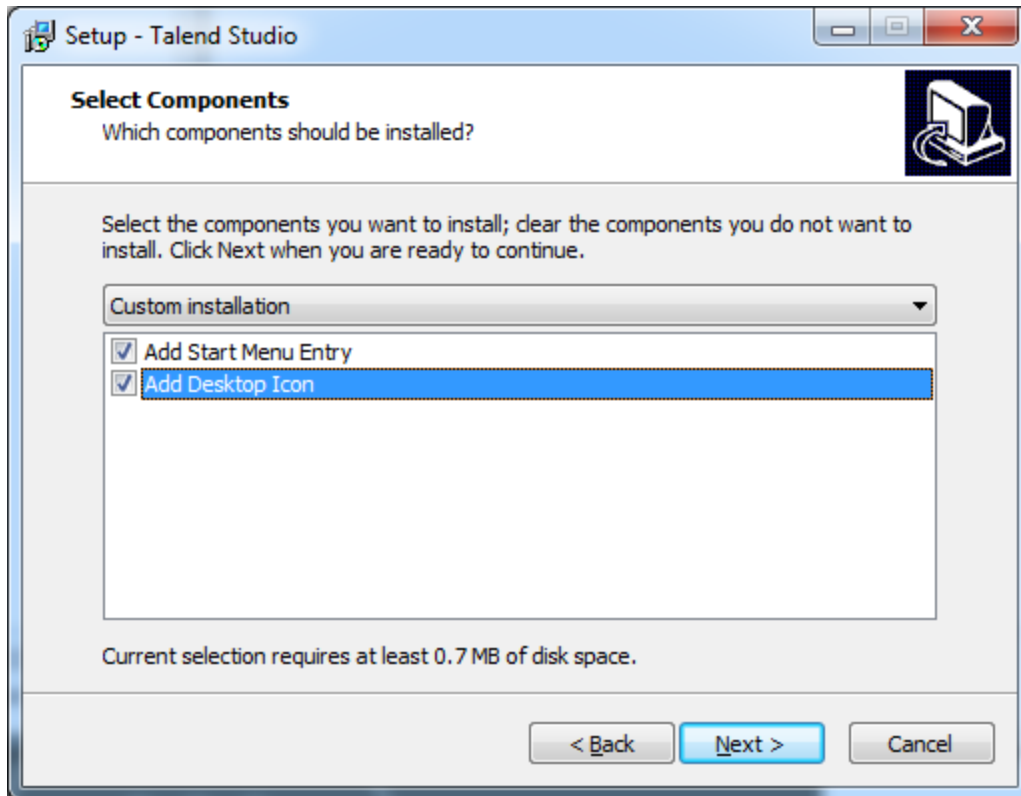 Setup - Talend Studio
Select Components
Which components should be installed?
Select the components you want to install; clear the components you do not want to
install. Click Next when you are ready to continue.
Custom installation
Add Start Menu Entry
Add Desktop Icon
Current selection requires at least 0.7 MB of disk space.
< Back
Next >
Cancel